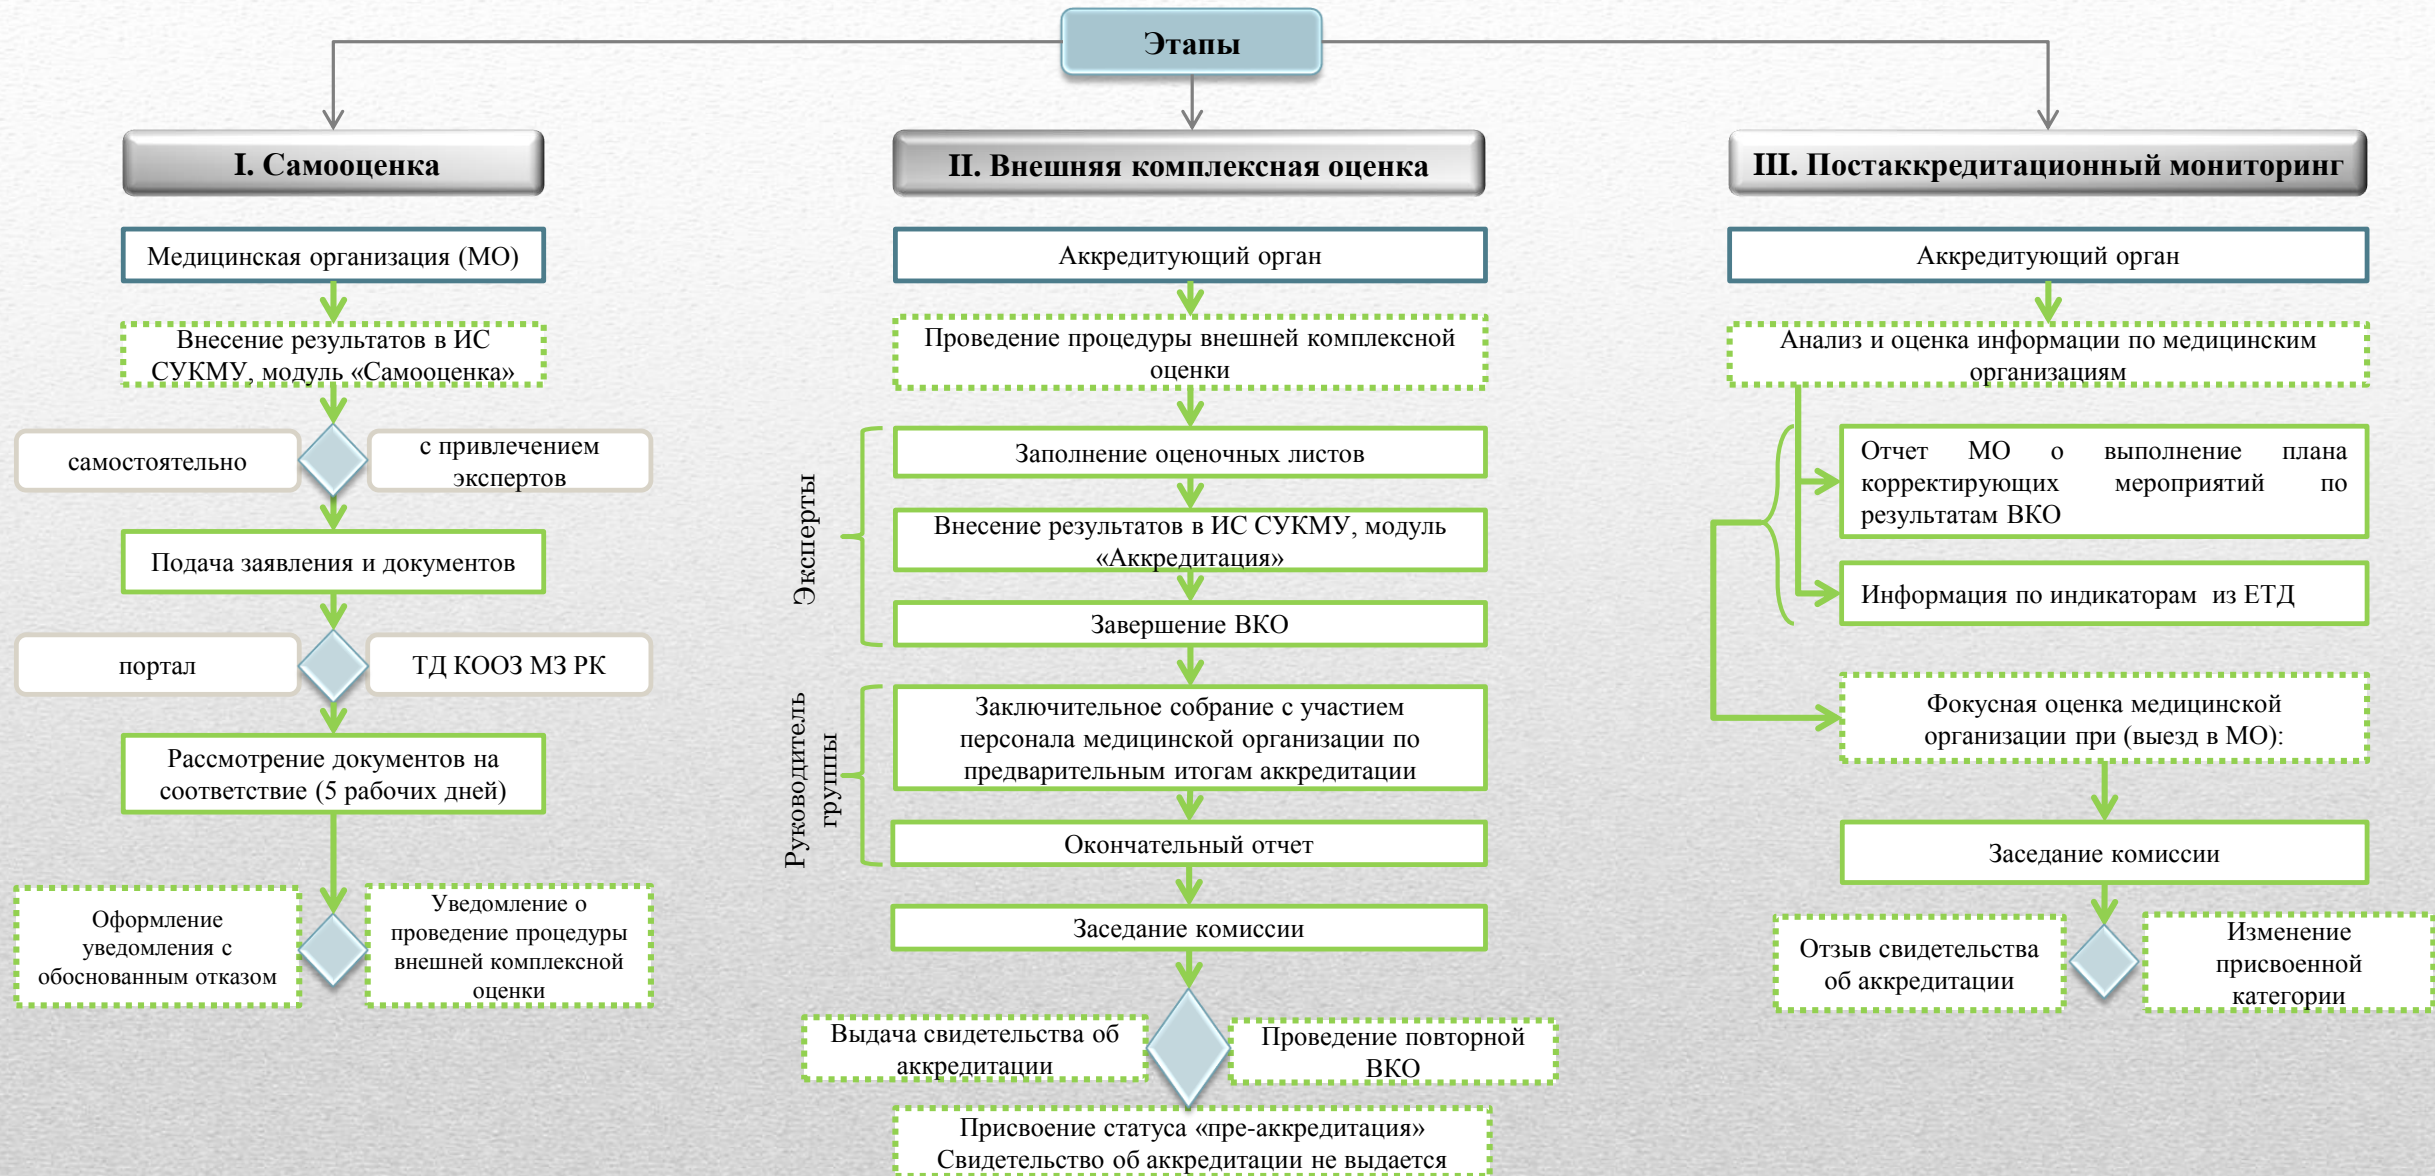 Этапы
I. Самооценка
Медицинская организация (МО)
Внесение результатов в ИС
СУКМУ, модуль «Самооценка»
самостоятельно
с привлечением
экспертов
Подача заявления и документов
портал
ТД КООЗ МЗ РК
Рассмотрение документов на
соответствие (5 рабочих дней)
Оформление
уведомления с
обоснованным отказом
Уведомление о
проведение процедуры
внешней комплексной
оценки
II. Внешняя комплексная оценка
Аккредитующий орган
Проведение процедуры внешней комплексной
оценки
Эксперты
Заполнение оценочных листов
Внесение результатов в ИС СУКМУ, модуль
«Аккредитация»
Завершение ВКО
Руководитель
группы
Заключительное собрание с участием
персонала медицинской организации по
предварительным итогам аккредитации
Окончательный отчет
Заседание комиссии
Выдача свидетельства об
аккредитации
Проведение повторной
ВКО
Присвоение статуса «пре-аккредитация»
Свидетельство об аккредитации не выдается
III. Постаккредитационный мониторинг
Аккредитующий орган
Анализ и оценка информации по медицинским
организациям
Отчет МО о выполнение плана
корректирующих мероприятий по
результатам ВКО
Информация по индикаторам из ЕТД
Фокусная оценка медицинской
организации при (выезд в МО):
Заседание комиссии
Отзыв свидетельства
об аккредитации
Изменение
присвоенной
категории